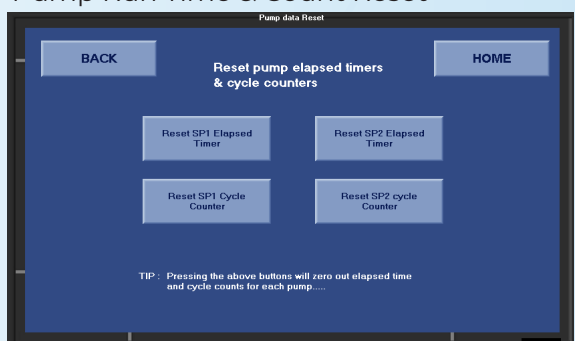 Pump Run Time & Count Reset
Pump data Reset
BACK
HOME
Reset pump elapsed timers
& cycle counters
Reset SP1 Elapsed
Timer
Reset SP2 Elapsed
Timer
Reset SP1 Cycle
Counter
Reset SP2 cycle
Counter
TIP : Pressing the above buttons will zero out elapsed time
and cycle counts for each pump.....